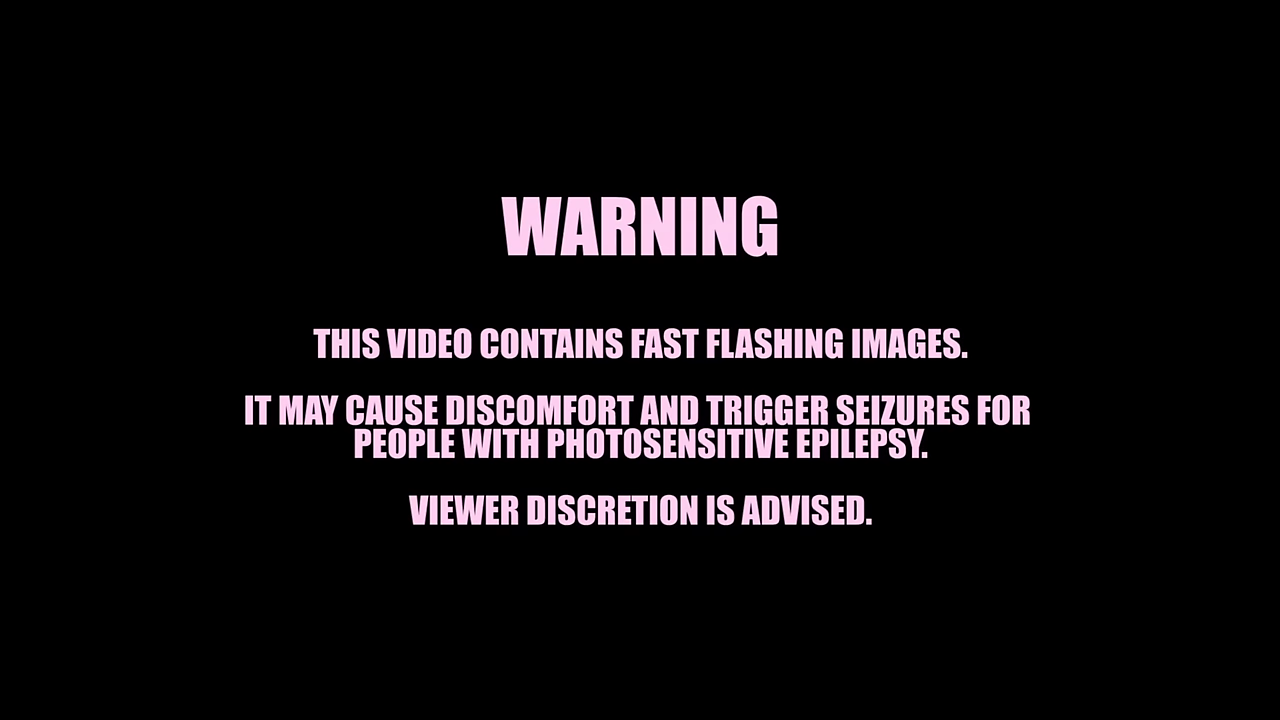 WARNING
THIS VIDEO CONTAINS FAST FLASHING IMAGES.
IT MAY CAUSE DISCOMFORT AND TRIGGER SEIZURES FOR
PEOPLE WITH PHOTOSENSITIVE EPILEPSY.
VIEWER DISCRETION IS ADVISED.